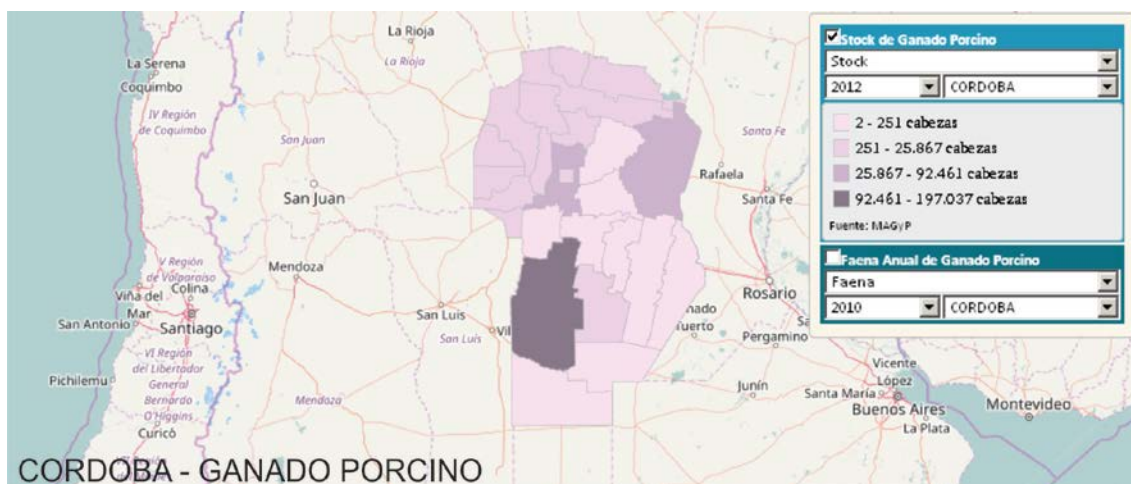 La Rioja
La Rioja
La Serena
Coquimbo
IV Región
de Coquimbo
San Juan
San Juan
Santa Fe
Rafaela
Santa Fe
Mendoza
V Región
de Valparaíso
Viña del
Mar
Colina
San Antonio
Santiago
San Luis
San Luis
Vil
Rosario
nado
Tuerto
Pergamino
Sa
VI Región
del Libertador
General
Bernardo
O'Higgins
Pichilemu
Curicó
Mendoza
Junín
Vicente
López
Santa María
Buenos Aires
La Plata
Montevideo
Stock de Ganado Porcino
Stock
2012 CORDOBA
2 - 251 cabezas
251 - 25.867 cabezas
25.867 - 92.461 cabezas
92.461 - 197.037 cabezas
Fuente: MAGyP
Faena Anual de Ganado Porcino
Faena
2010 CORDOBA
CORDOBA - GANADO PORCINO